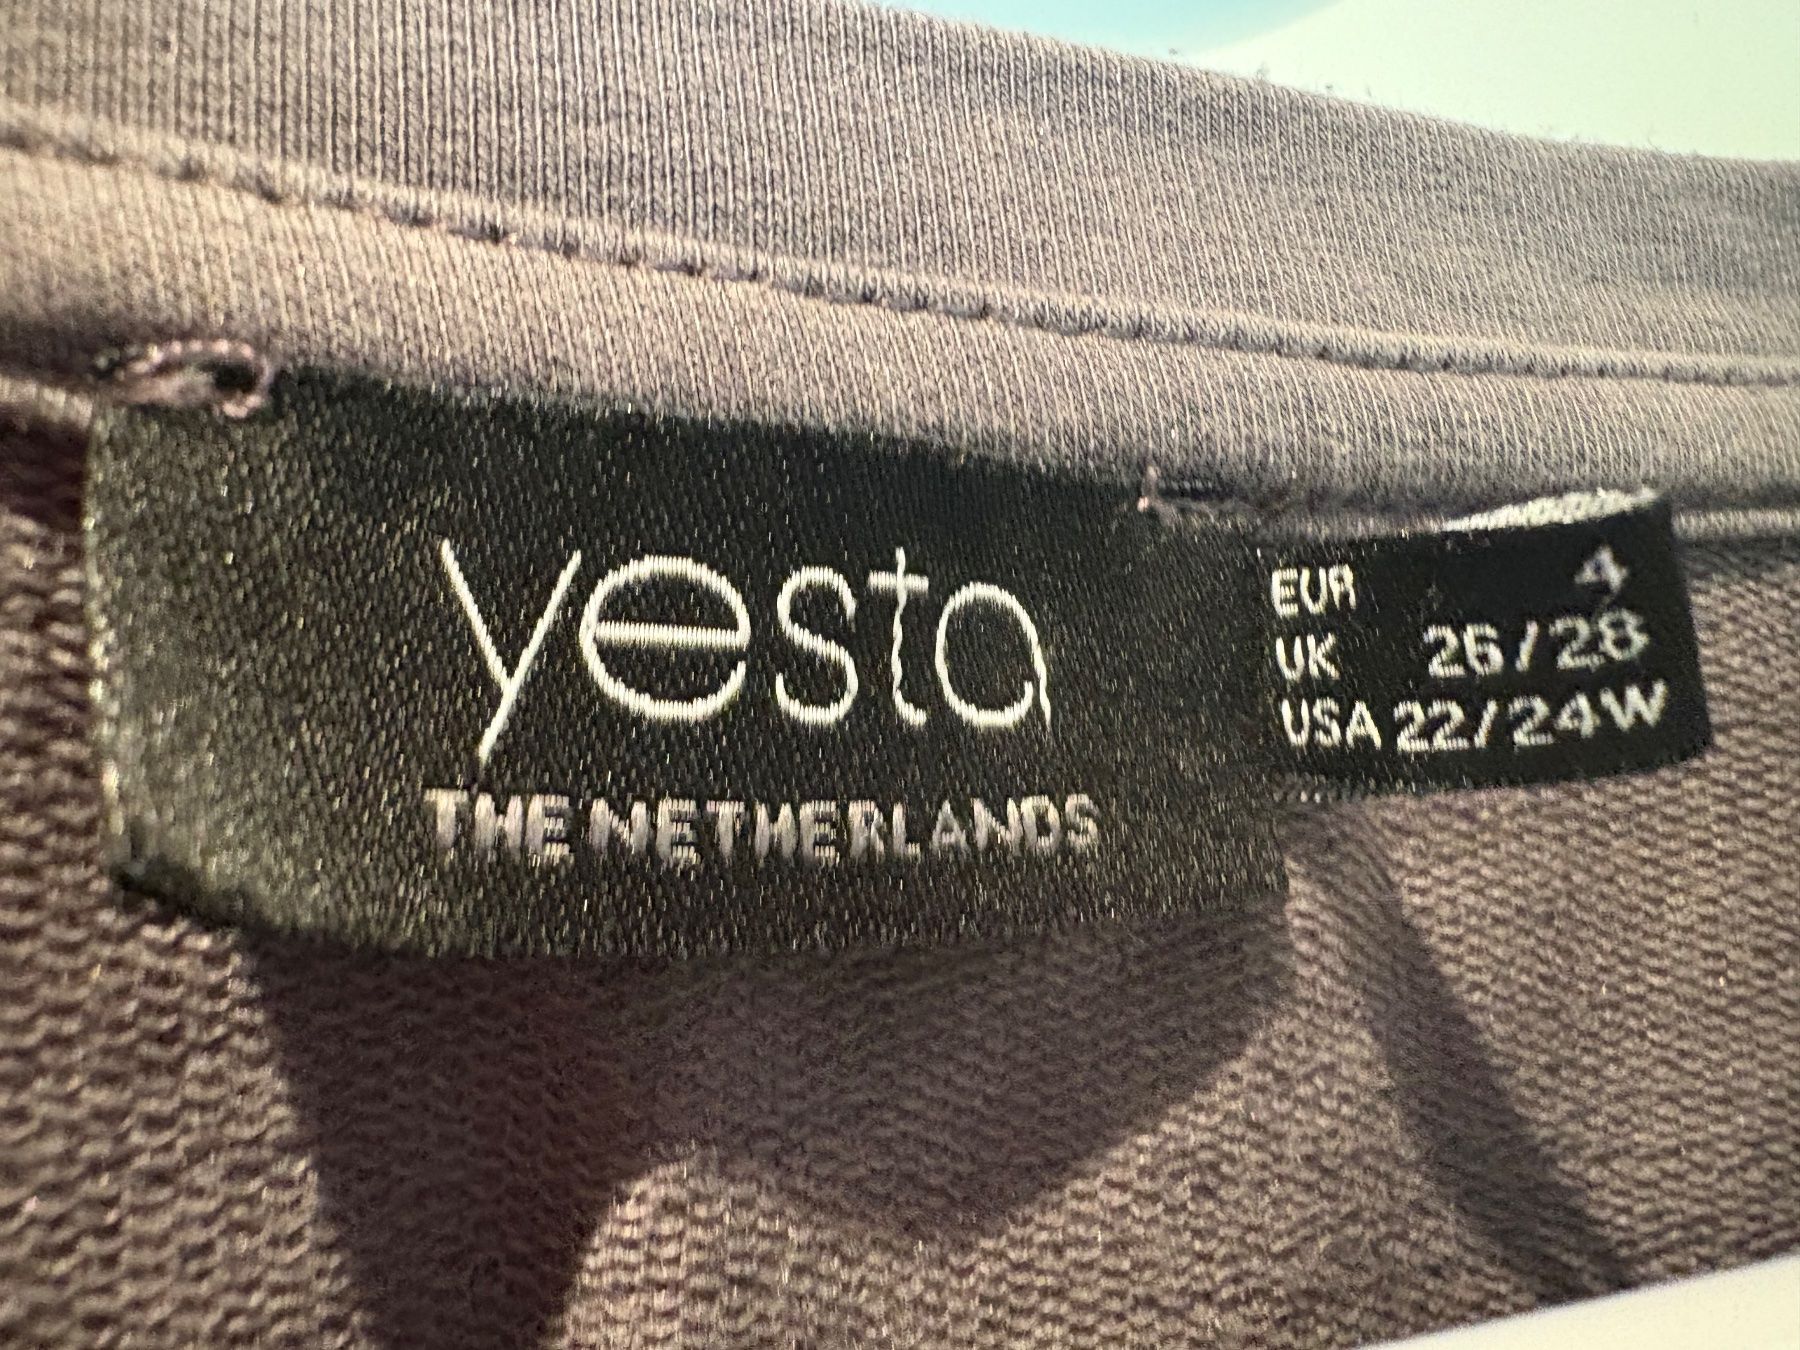 yesta
THE NETHERLANDS
EUR 4
UK 26/28
USA 22/24W